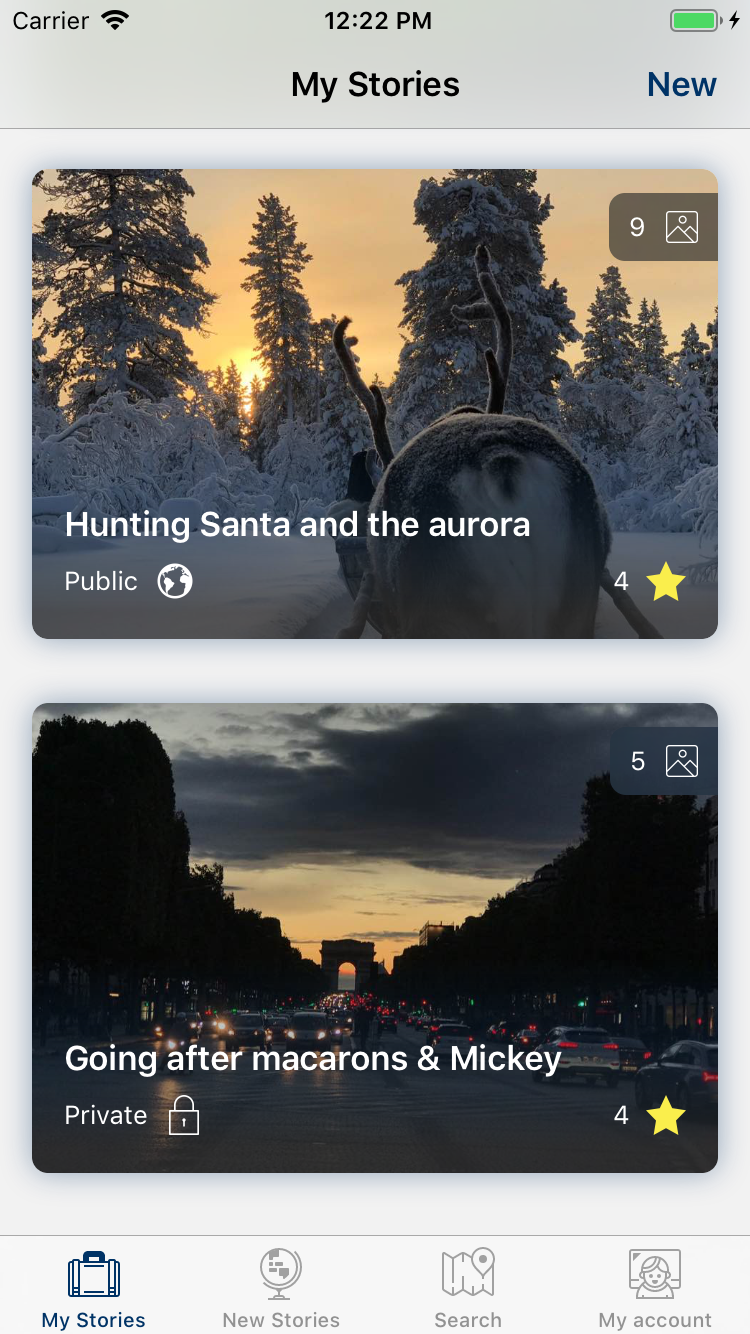 Carrier 12:22 PM
My Stories New
9
Hunting Santa and the aurora
Public 4
5
Going after macarons & Mickey
Private 4
My Stories New Stories Search My account